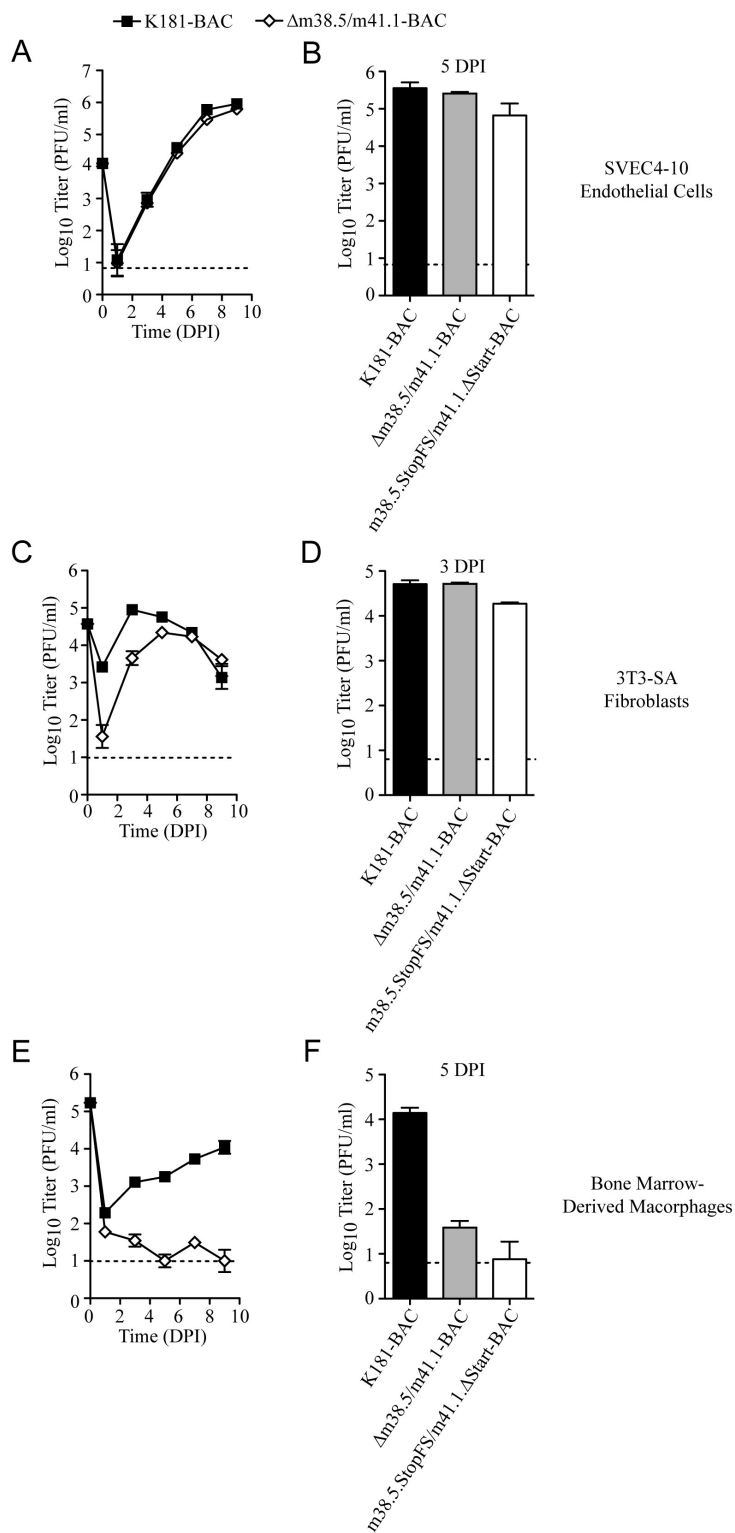 K181-BAC Δm38.5/m41.1-BAC
A
Log10 Titer (PFU/ml)
7
6
5
4
3
2
1
0
0 2 4 6 8 10
Time (DPI)
B
5 DPI
Log10 Titer (PFU/ml)
6
5
4
3
2
1
0
K181-BAC
Δm38.5/m41.1-BAC
m38.5.StopFS/m41.1.ΔStart-BAC
SVEC4-10
Endothelial Cells
C
Log10 Titer (PFU/ml)
6
5
4
3
2
1
0
0 2 4 6 8 10
Time (DPI)
D
3 DPI
Log10 Titer (PFU/ml)
5
4
3
2
1
0
K181-BAC
Δm38.5/m41.1-BAC
m38.5.StopFS/m41.1.ΔStart-BAC
3T3-SA
Fibroblasts
E
Log10 Titer (PFU/ml)
6
5
4
3
2
1
0
0 2 4 6 8 10
Time (DPI)
F
5 DPI
Log10 Titer (PFU/ml)
5
4
3
2
1
0
K181-BAC
Δm38.5/m41.1-BAC
m38.5.StopFS/m41.1.ΔStart-BAC
Bone Marrow-
Derived Macorphages